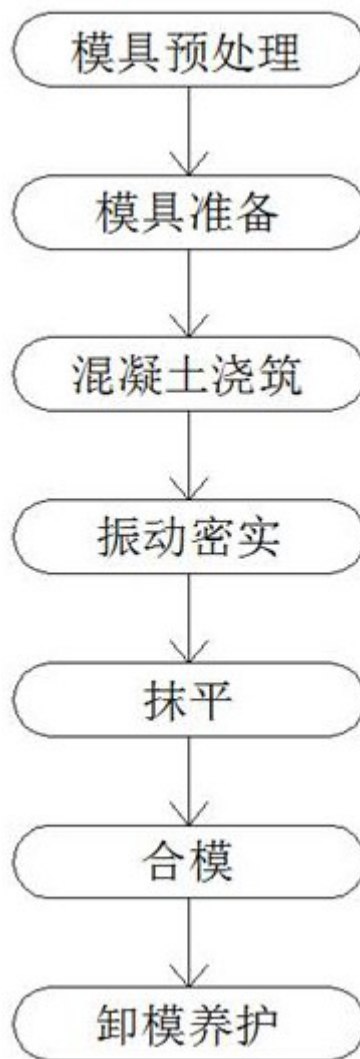 模具预处理
模具准备
混凝土浇筑
振动密实
抹平
合模
卸模养护